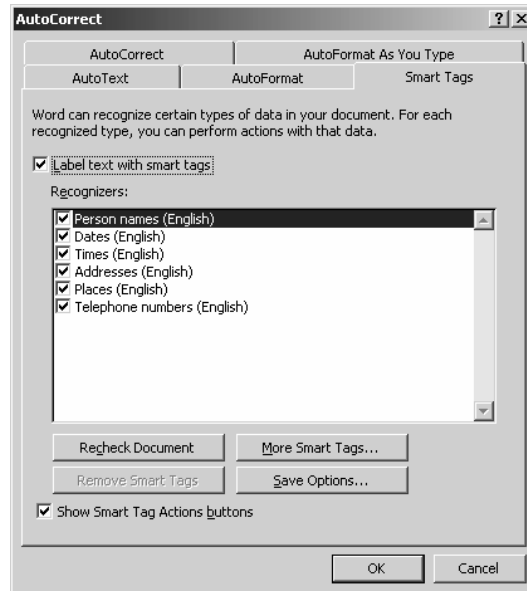 AutoCorrect
AutoCorrect
AutoFormat As You Type
AutoText
AutoFormat
Smart Tags
Word can recognize certain types of data in your document. For each
recognized type, you can perform actions with that data.
Label text with smart tags
Recognizers:
Person names (English)
Dates (English)
Times (English)
Addresses (English)
Places (English)
Telephone numbers (English)
Recheck Document
More Smart Tags...
Remove Smart Tags
Save Options...
Show Smart Tag Actions buttons
OK
Cancel